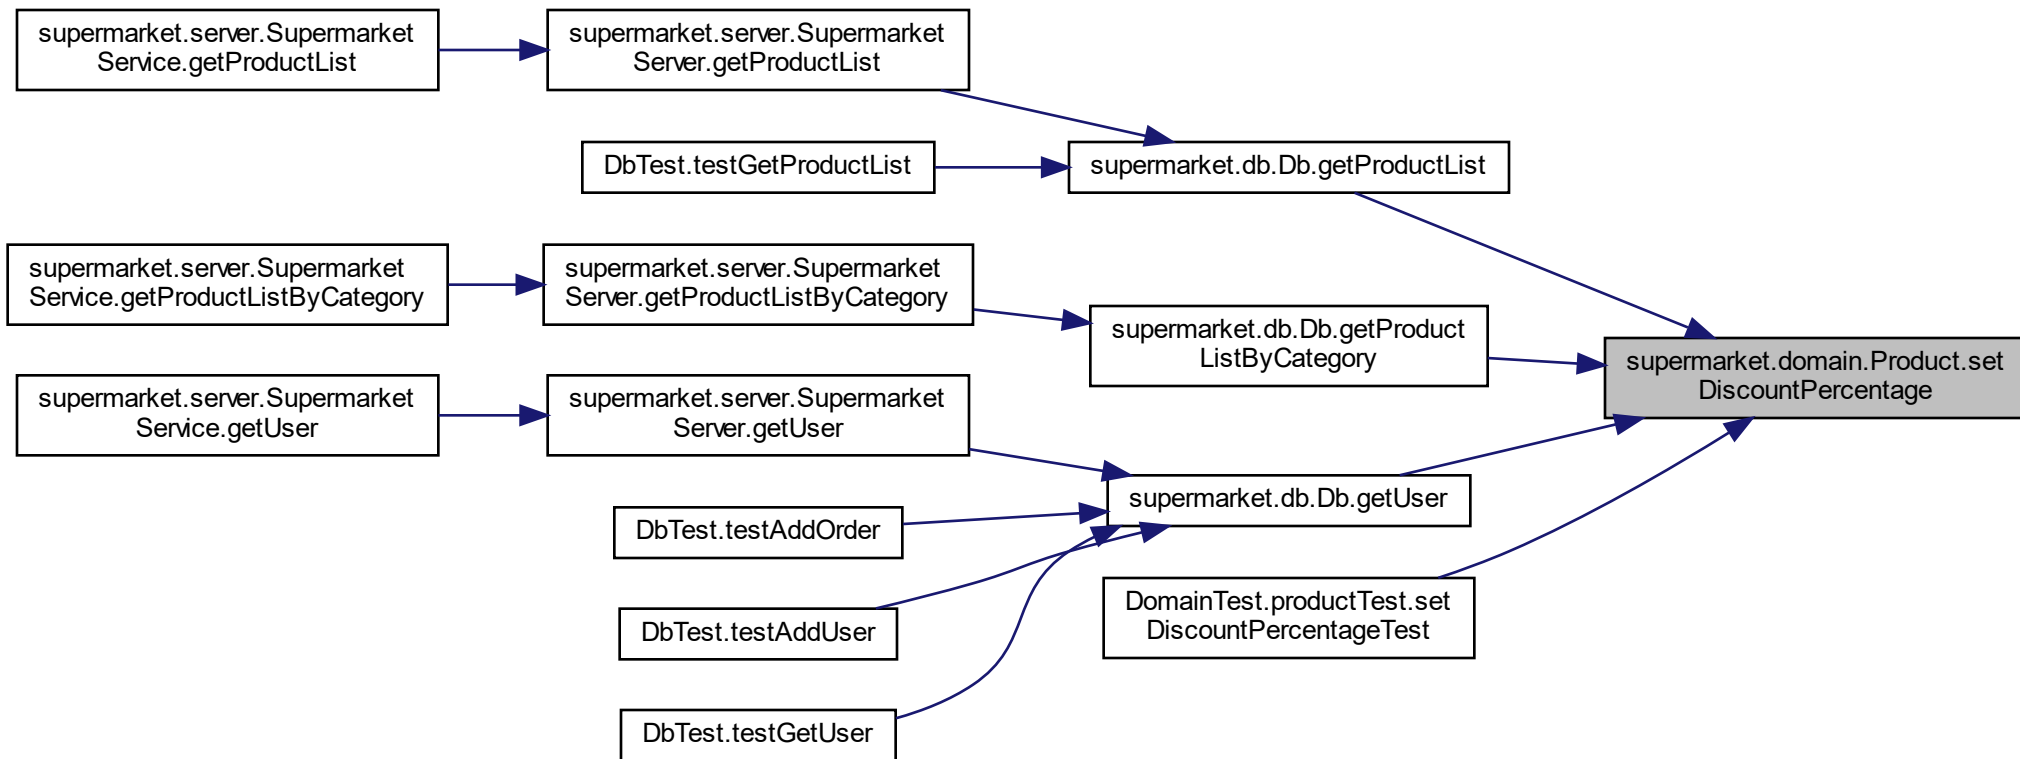 supermarket.server.Supermarket
Service.getProductList
supermarket.server.Supermarket
Server.getProductList
DbTest.testGetProductList
supermarket.db.Db.getProductList
supermarket.server.Supermarket
Service.getProductListByCategory
supermarket.server.Supermarket
Server.getProductListByCategory
supermarket.db.Db.getProduct
ListByCategory
supermarket.domain.Product.set
DiscountPercentage
supermarket.server.Supermarket
Service.getUser
supermarket.server.Supermarket
Server.getUser
supermarket.db.Db.getUser
DbTest.testAddOrder
DomainTest.productTest.set
DiscountPercentageTest
DbTest.testAddUser
DbTest.testGetUser